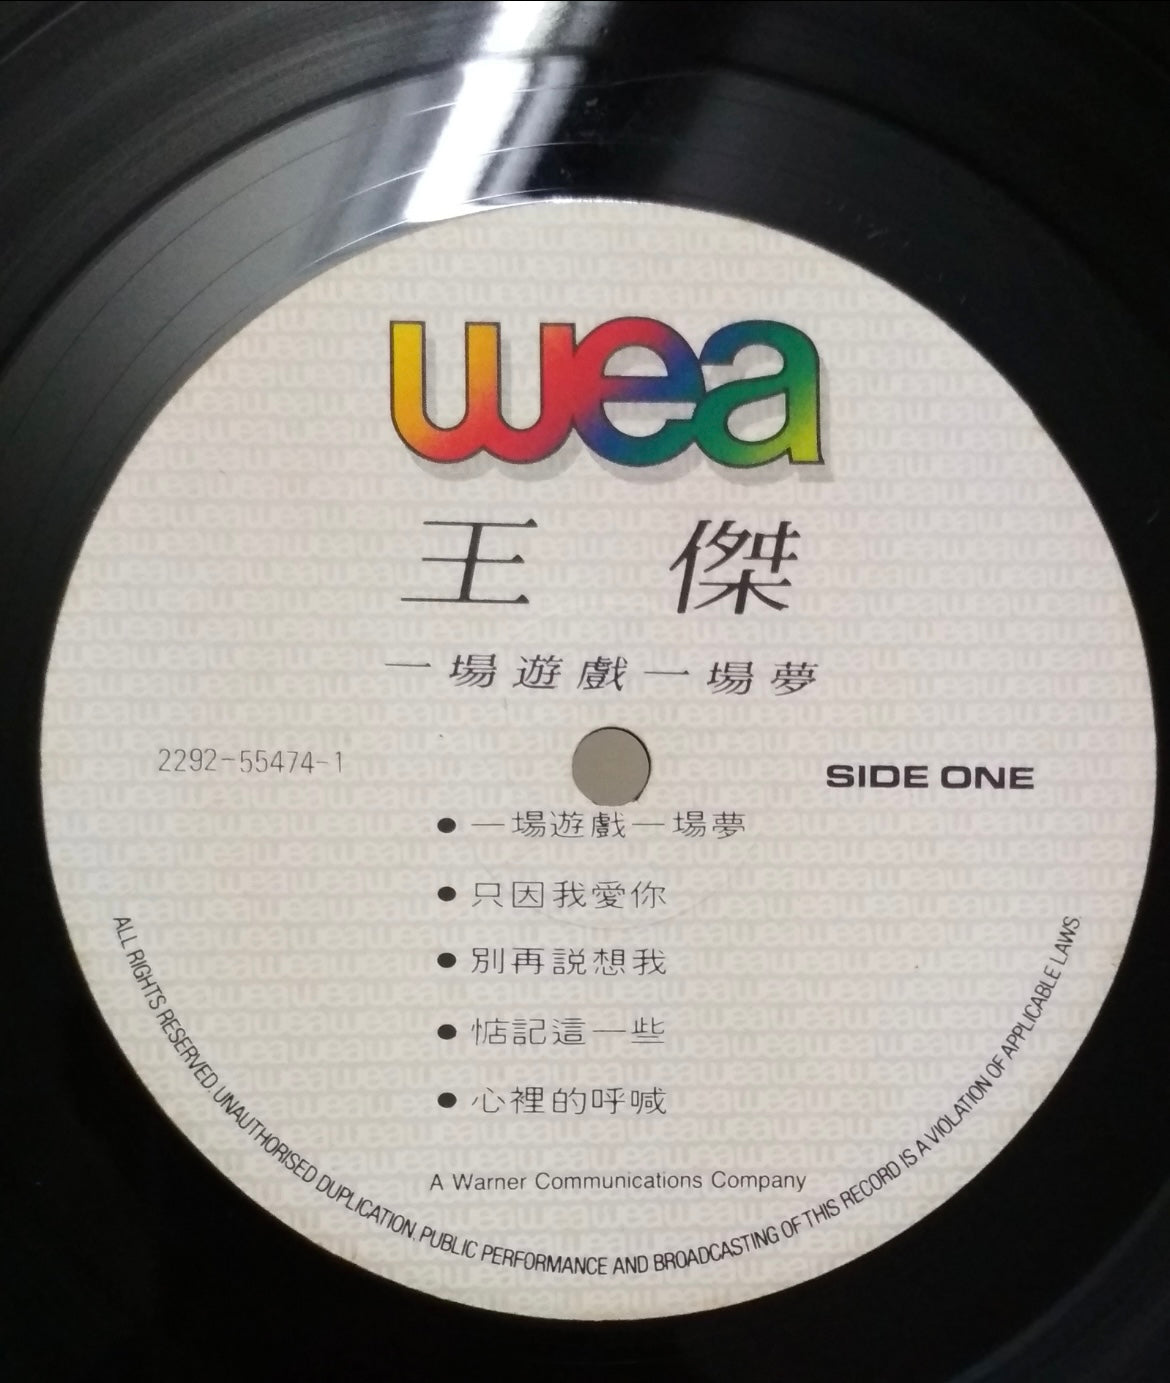 wea
王 傑
一場遊戲一場夢
2292-55474-1
SIDE ONE
● 一場遊戲一場夢
● 只因我愛你
● 別再説想我
● 惦記這一些
● 心裡的呼喊
A Warner Communications Company
ALL RIGHTS RESERVED. UNAUTHORISED DUPLICATION, PUBLIC PERFORMANCE AND BROADCASTING OF THIS RECORD IS A VIOLATION OF APPLICABLE LAWS.